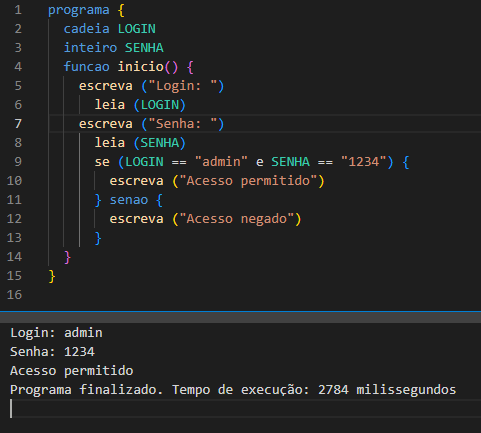 1 programa {
2 cadeia LOGIN
3 inteiro SENHA
4 funcao inicio() {
5 escreva ("Login: ")
6 leia (LOGIN)
7 escreva ("Senha: ")
8 leia (SENHA)
9 se (LOGIN == "admin" e SENHA == "1234") {
10 escreva ("Acesso permitido")
11 } senao {
12 escreva ("Acesso negado")
13 }
14 }
15 }
16
Login: admin
Senha: 1234
Acesso permitido
Programa finalizado. Tempo de execução: 2784 milissegundos